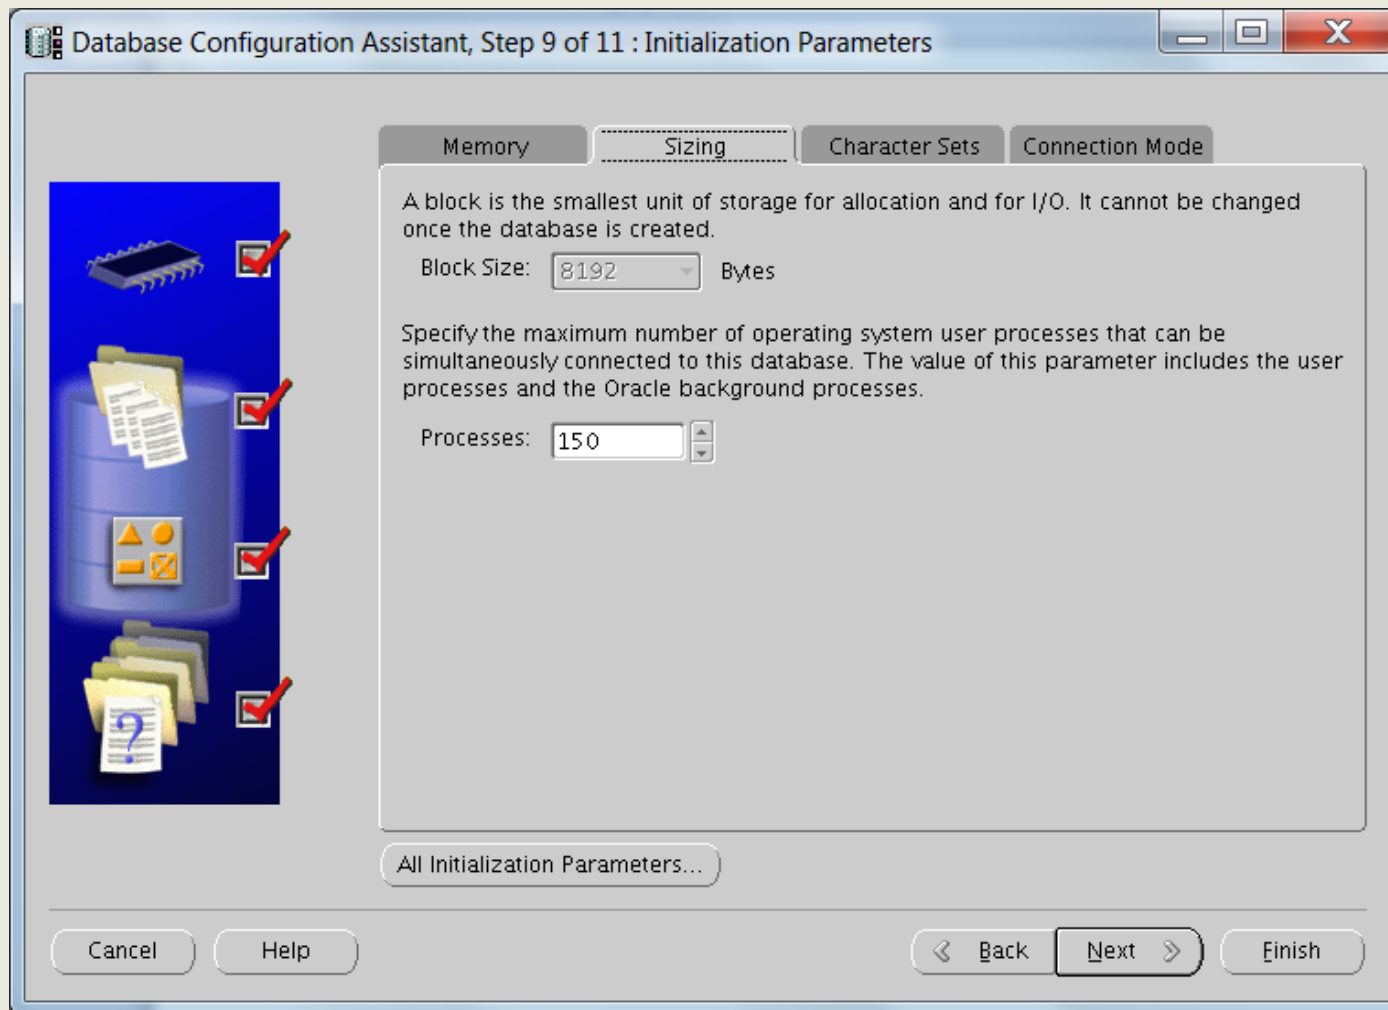 Database Configuration Assistant, Step 9 of 11 : Initialization Parameters
Memory
Sizing
Character Sets
Connection Mode
A block is the smallest unit of storage for allocation and for I/O. It cannot be changed
once the database is created.
Block Size: 8192 Bytes
Specify the maximum number of operating system user processes that can be
simultaneously connected to this database. The value of this parameter includes the user
processes and the Oracle background processes.
Processes: 150
?
All Initialization Parameters...
Cancel
Help
Back
Next
Finish